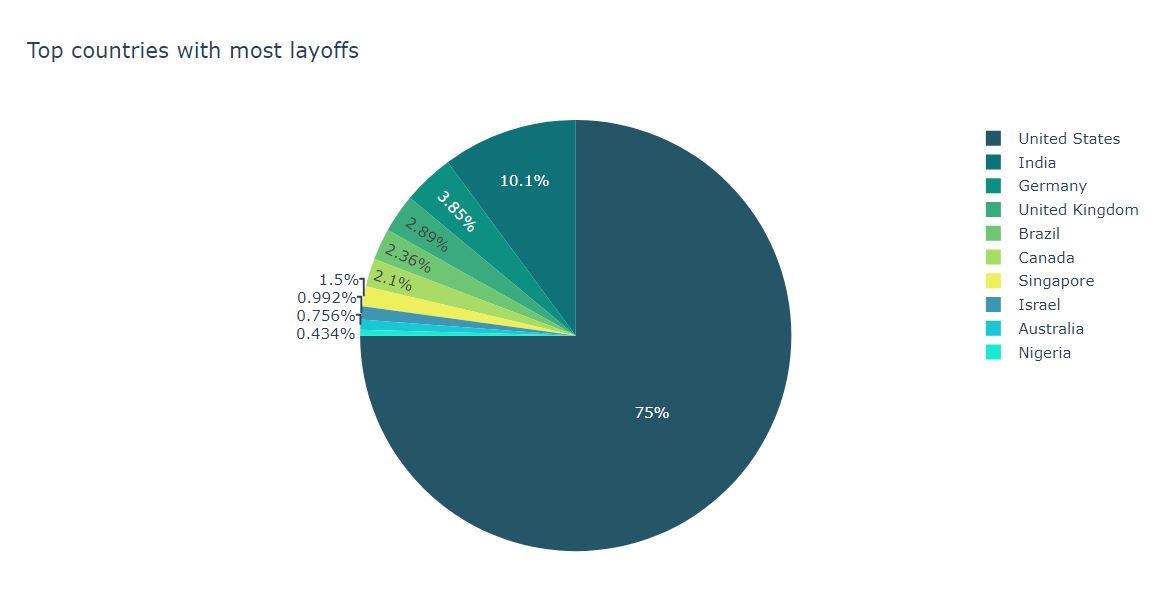 Top countries with most layoffs
10.1%
3.85%
2.89%
2.36%
2.1%
1.5%
0.992%
0.756%
0.434%
75%
United States
India
Germany
United Kingdom
Brazil
Canada
Singapore
Israel
Australia
Nigeria